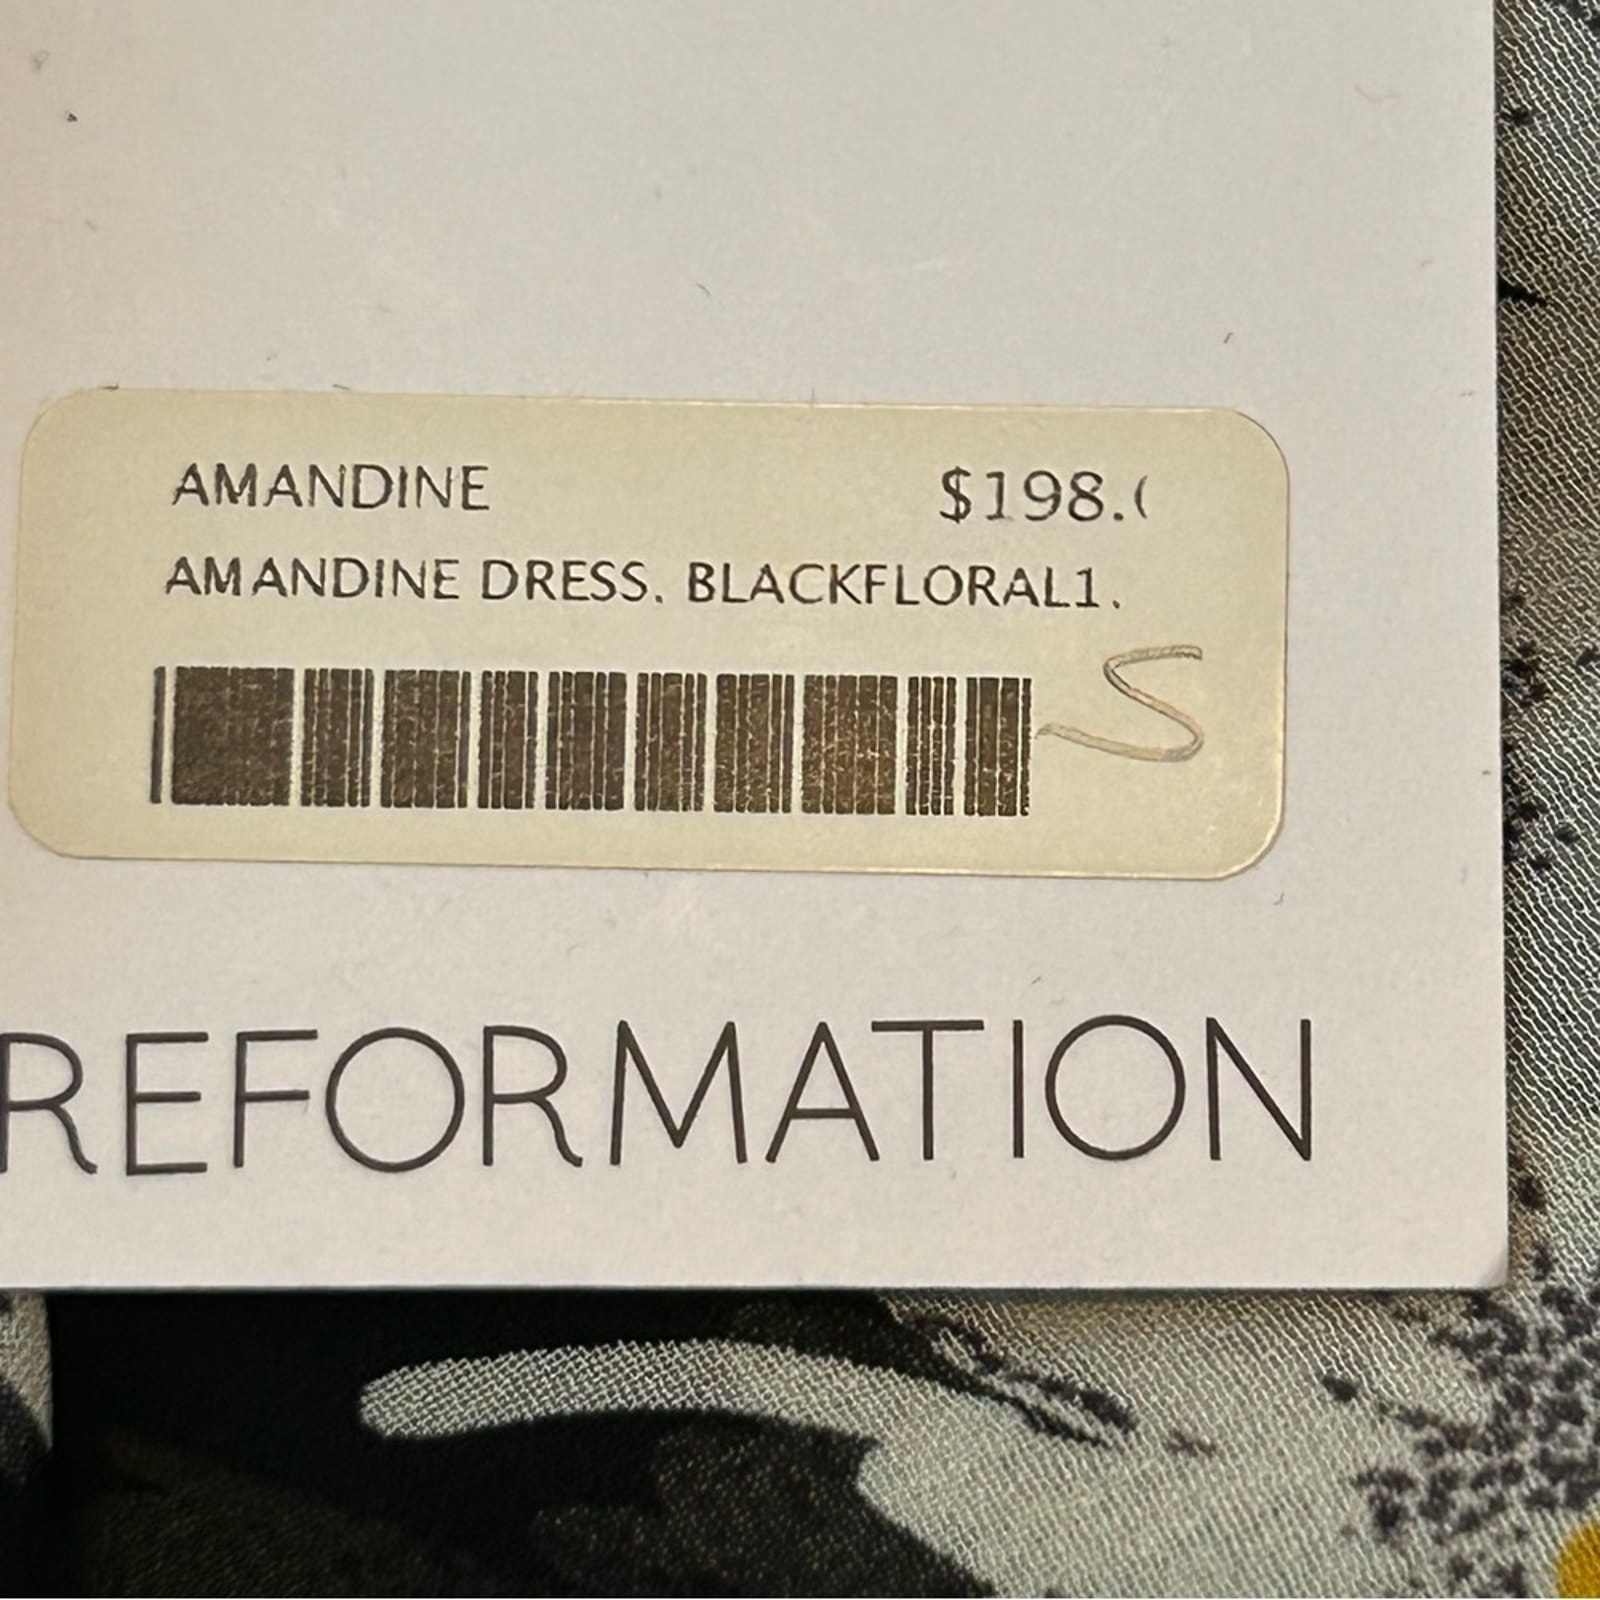 AMANDINE $198.(
AMANDINE DRESS. BLACKFLORAL1.
S
REFORMATION